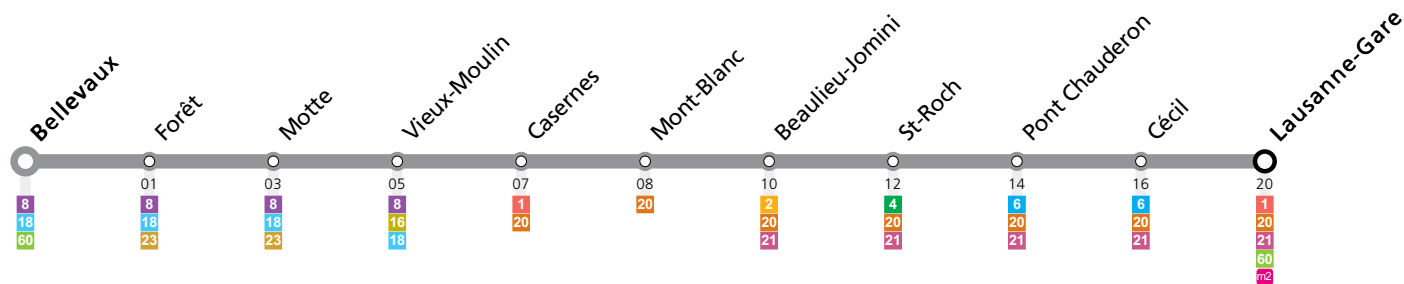 Bellevaux
Forêt
Motte
Vieux-Moulin
Casernes
Mont-Blanc
Beaulieu-Jomini
St-Roch
Pont Chauderon
Cécil
Lausanne-Gare
01 03 05 07 08 10 12 14 16 20
8 8 8 8 1 20 2 4 6 6 1
18 18 18 16 20 20 20 20 20 20
60 23 23 18 21 21 21 21 21
60
m2